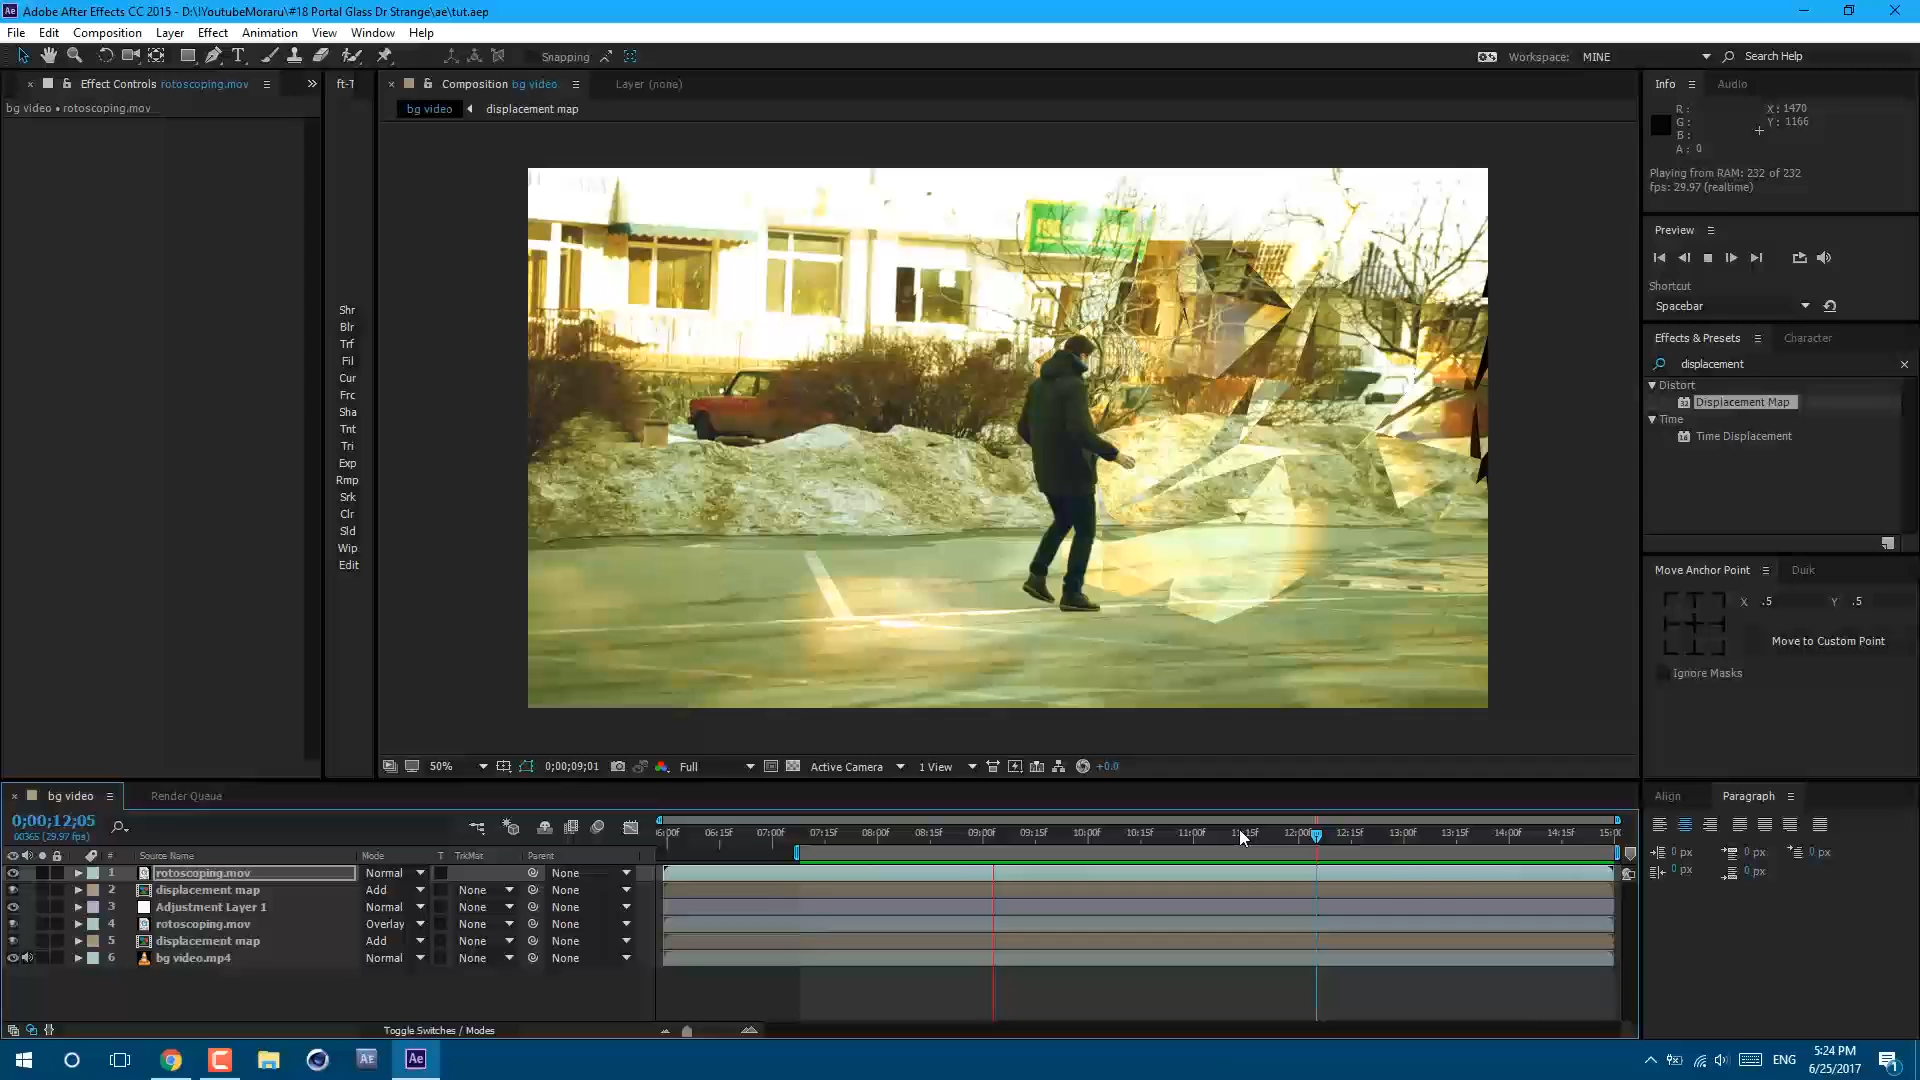 Adobe After Effects CC 2015 - D:\!YoutubeMoraru\#18 Portal Glass Dr Strange\ae\tut.aep
File Edit Composition Layer Effect Animation View Window Help
Snapping
Workspace: MINE
Search Help
Effect Controls rotoscoping.mov
bg video • rotoscoping.mov
ft-T
Shr
Blr
Trf
Fil
Cur
Frc
Sha
Tnt
Tri
Exp
Rmp
Srk
Clr
Sld
Wip
Edit
Composition bg video
Layer (none)
bg video
displacement map
50%
0;00;09;01
Full
Active Camera
1 View
+0.0
Info
Audio
R :
G :
B :
A : 0
X : 1470
Y : 1166
Playing from RAM: 232 of 232
fps: 29.97 (realtime)
Preview
Shortcut
Spacebar
Effects & Presets
Character
displacement
Distort
32
Displacement Map
Time
16
Time Displacement
Move Anchor Point
Duik
X .5
Y .5
Move to Custom Point
Ignore Masks
Align
Paragraph
0 px
0 px
0 px
0 px
0 px
bg video
Render Queue
0;00;12;05
00365 (29.97 fps)
06:15f 07:00f 07:15f 08:00f 08:15f 09:00f 09:15f 10:00f 10:15f 11:00f 12:15f 13:00f 13:15f 14:00f 14:15f
# Source Name Mode T TrkMat Parent
1 rotoscoping.mov Normal None
2 displacement map Add None None
3 Adjustment Layer 1 Normal None None
4 rotoscoping.mov Overlay None None
5 displacement map Add None None
6 bg video.mp4 Normal None None
Toggle Switches / Modes
Ae
Ae
ENG
5:24 PM
6/25/2017
1